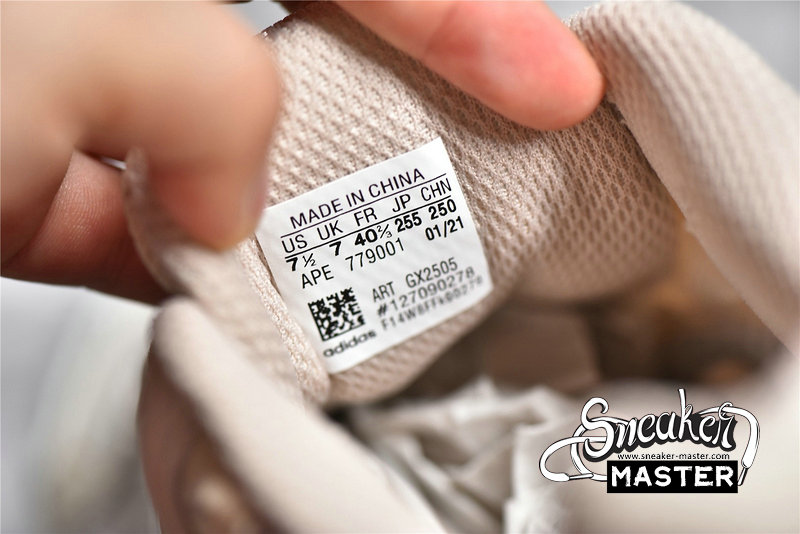 MADE IN CHINA
US UK FR JP CHN
7½ 7 40⅔ 255 250
APE 779001 01/21
ART GX2505
#127090278
adidas
Sneaker
www.sneaker-master.com
MASTER